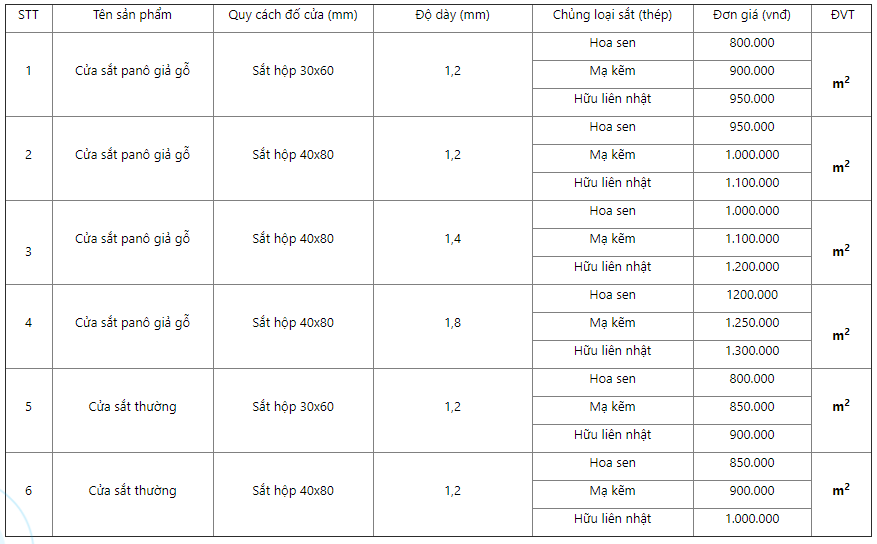 STT Tên sản phẩm Quy cách đố cửa (mm) Độ dày (mm) Chủng loại sắt (thép) Đơn giá (vnđ) ĐVT
Hoa sen 800.000
1 Cửa sắt panô giả gỗ Sắt hộp 30x60 1,2 Mạ kẽm 900.000 m²
Hữu liên nhật 950.000
Hoa sen 950.000
2 Cửa sắt panô giả gỗ Sắt hộp 40x80 1,2 Mạ kẽm 1.000.000 m²
Hữu liên nhật 1.100.000
Hoa sen 1.000.000
3 Cửa sắt panô giả gỗ Sắt hộp 40x80 1,4 Mạ kẽm 1.100.000 m²
Hữu liên nhật 1.200.000
Hoa sen 1200.000
4 Cửa sắt panô giả gỗ Sắt hộp 40x80 1,8 Mạ kẽm 1.250.000 m²
Hữu liên nhật 1.300.000
Hoa sen 800.000
5 Cửa sắt thường Sắt hộp 30x60 1,2 Mạ kẽm 850.000 m²
Hữu liên nhật 900.000
Hoa sen 850.000
6 Cửa sắt thường Sắt hộp 40x80 1,2 Mạ kẽm 900.000 m²
Hữu liên nhật 1.000.000